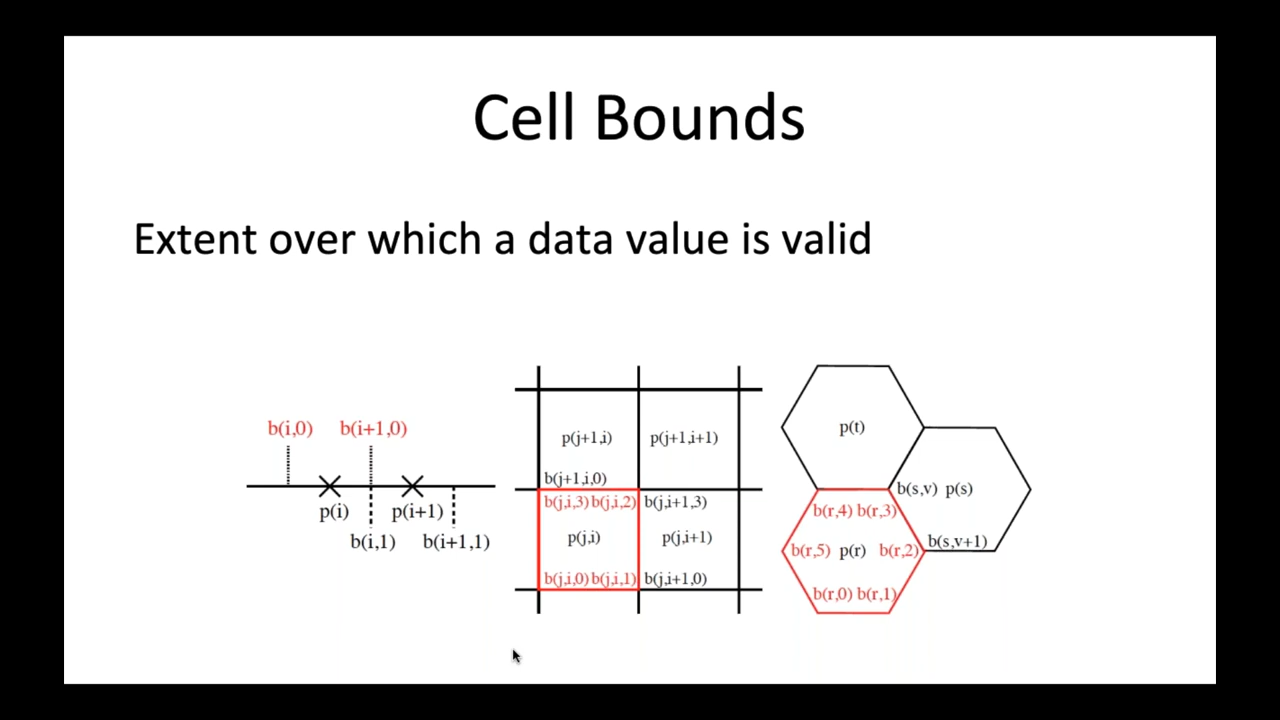 Cell Bounds
Extent over which a data value is valid
b(i,0) b(i+1,0)
p(i) p(i+1)
b(i,1) b(i+1,1)
p(j+1,i) p(j+1,i+1)
b(j+1,i,0)
b(j,i,3) b(j,i,2) b(j,i+1,3)
p(j,i) p(j,i+1)
b(j,i,0) b(j,i,1) b(j,i+1,0)
p(t)
b(s,v) p(s)
b(r,4) b(r,3)
b(s,v+1)
b(r,5) p(r) b(r,2)
b(r,0) b(r,1)